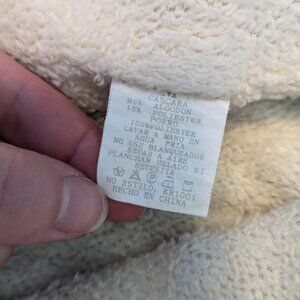 CASCARA
85% ALGODON
15% POLIESTER
FORRO
100%POLIESTER
LAVAR A MANO EN
AGUA FRIA
NO USE BLANQUEADOR
SECAR A AIRE
PLANCHAR HELADO SI
NECESITA
NO ESTILO: KR1001
HECHO EN CHINA